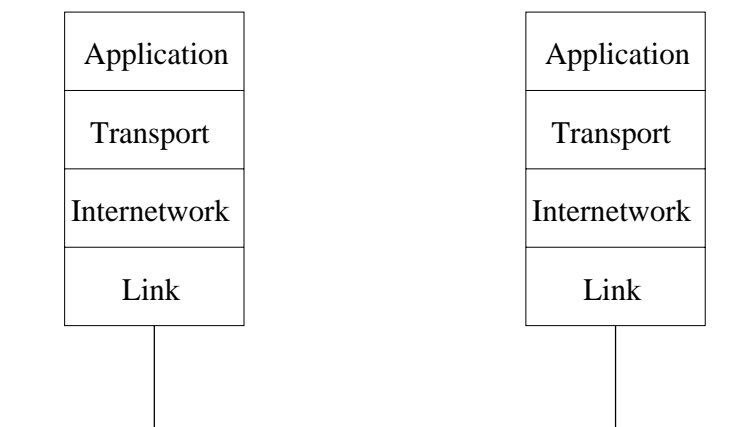 Application
Transport
Internetwork
Link
Application
Transport
Internetwork
Link